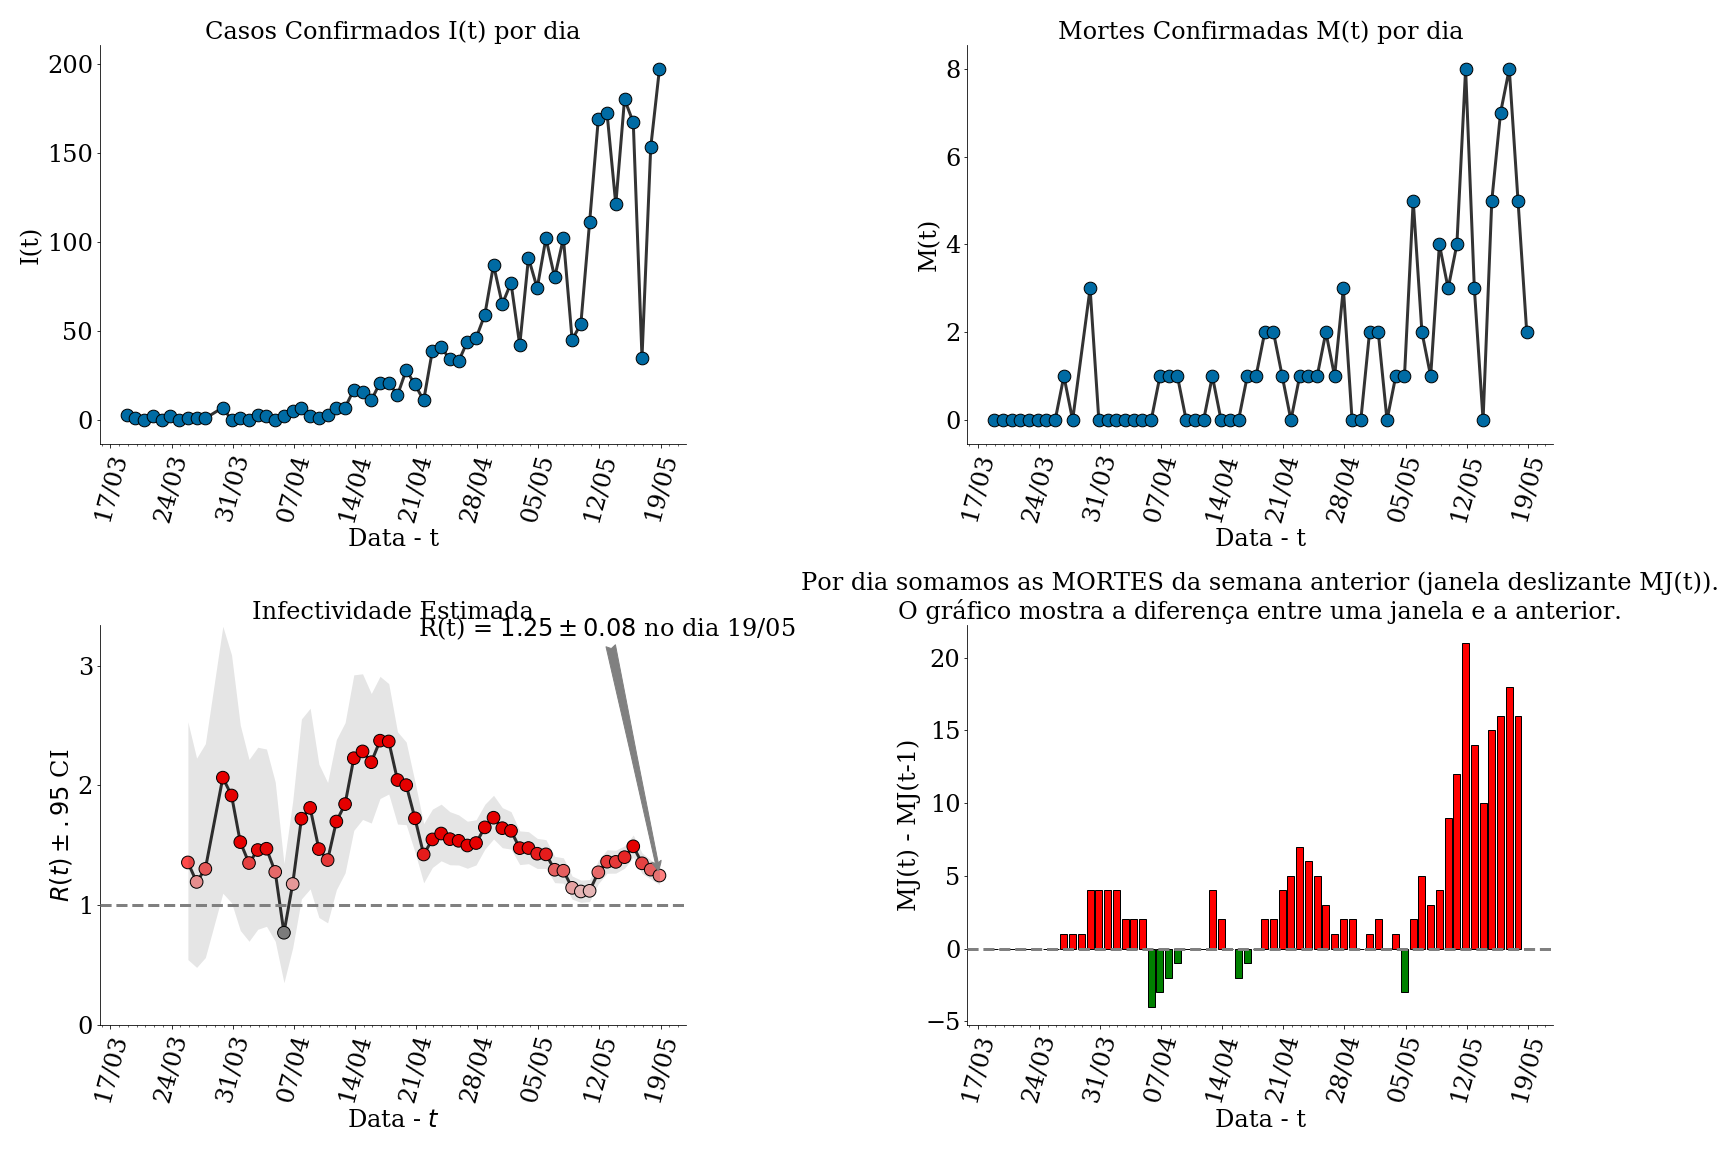 Casos Confirmados I(t) por dia
200
150
100
50
0
I(t)
17/03 24/03 31/03 07/04 14/04 21/04 28/04 05/05 12/05 19/05
Data - t
Mortes Confirmadas M(t) por dia
8
6
4
2
0
M(t)
17/03 24/03 31/03 07/04 14/04 21/04 28/04 05/05 12/05 19/05
Data - t
Infectividade Estimada
R(t) = 1.25 ± 0.08 no dia 19/05
3
2
1
0
R(t) ± .95 CI
17/03 24/03 31/03 07/04 14/04 21/04 28/04 05/05 12/05 19/05
Data - t
Por dia somamos as MORTES da semana anterior (janela deslizante MJ(t)).
O gráfico mostra a diferença entre uma janela e a anterior.
20
15
10
5
0
−5
MJ(t) - MJ(t-1)
17/03 24/03 31/03 07/04 14/04 21/04 28/04 05/05 12/05 19/05
Data - t